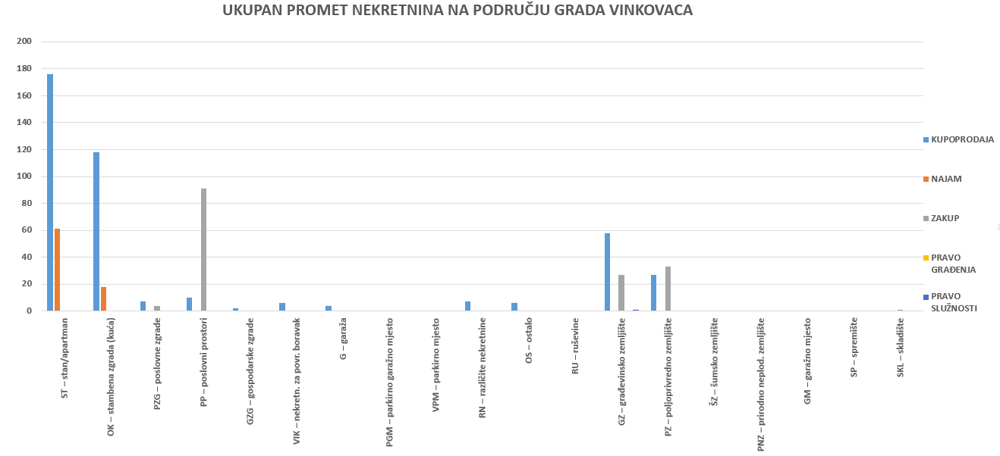 UKUPAN PROMET NEKRETNINA NA PODRUČJU GRADA VINKOVACA
200
180
160
140
120
100
80
60
40
20
0
ST – stan/apartman
OK – stambena zgrada (kuća)
PZG – poslovne zgrade
PP – poslovni prostori
GZG – gospodarske zgrade
VIK – nekretn. za povr. boravak
G – garaža
PGM – parkirno garažno mjesto
VPM – parkirno mjesto
RN – različite nekretnine
OS – ostalo
RU – ruševine
GZ – građevinsko zemljište
PZ – poljoprivredno zemljište
ŠZ – šumsko zemljište
PNZ – prirodno neplod. zemljište
GM – garažno mjesto
SP – spremište
SKL – skladište
KUPOPRODAJA
NAJAM
ZAKUP
PRAVO
GRAĐENJA
PRAVO
SLUŽNOSTI